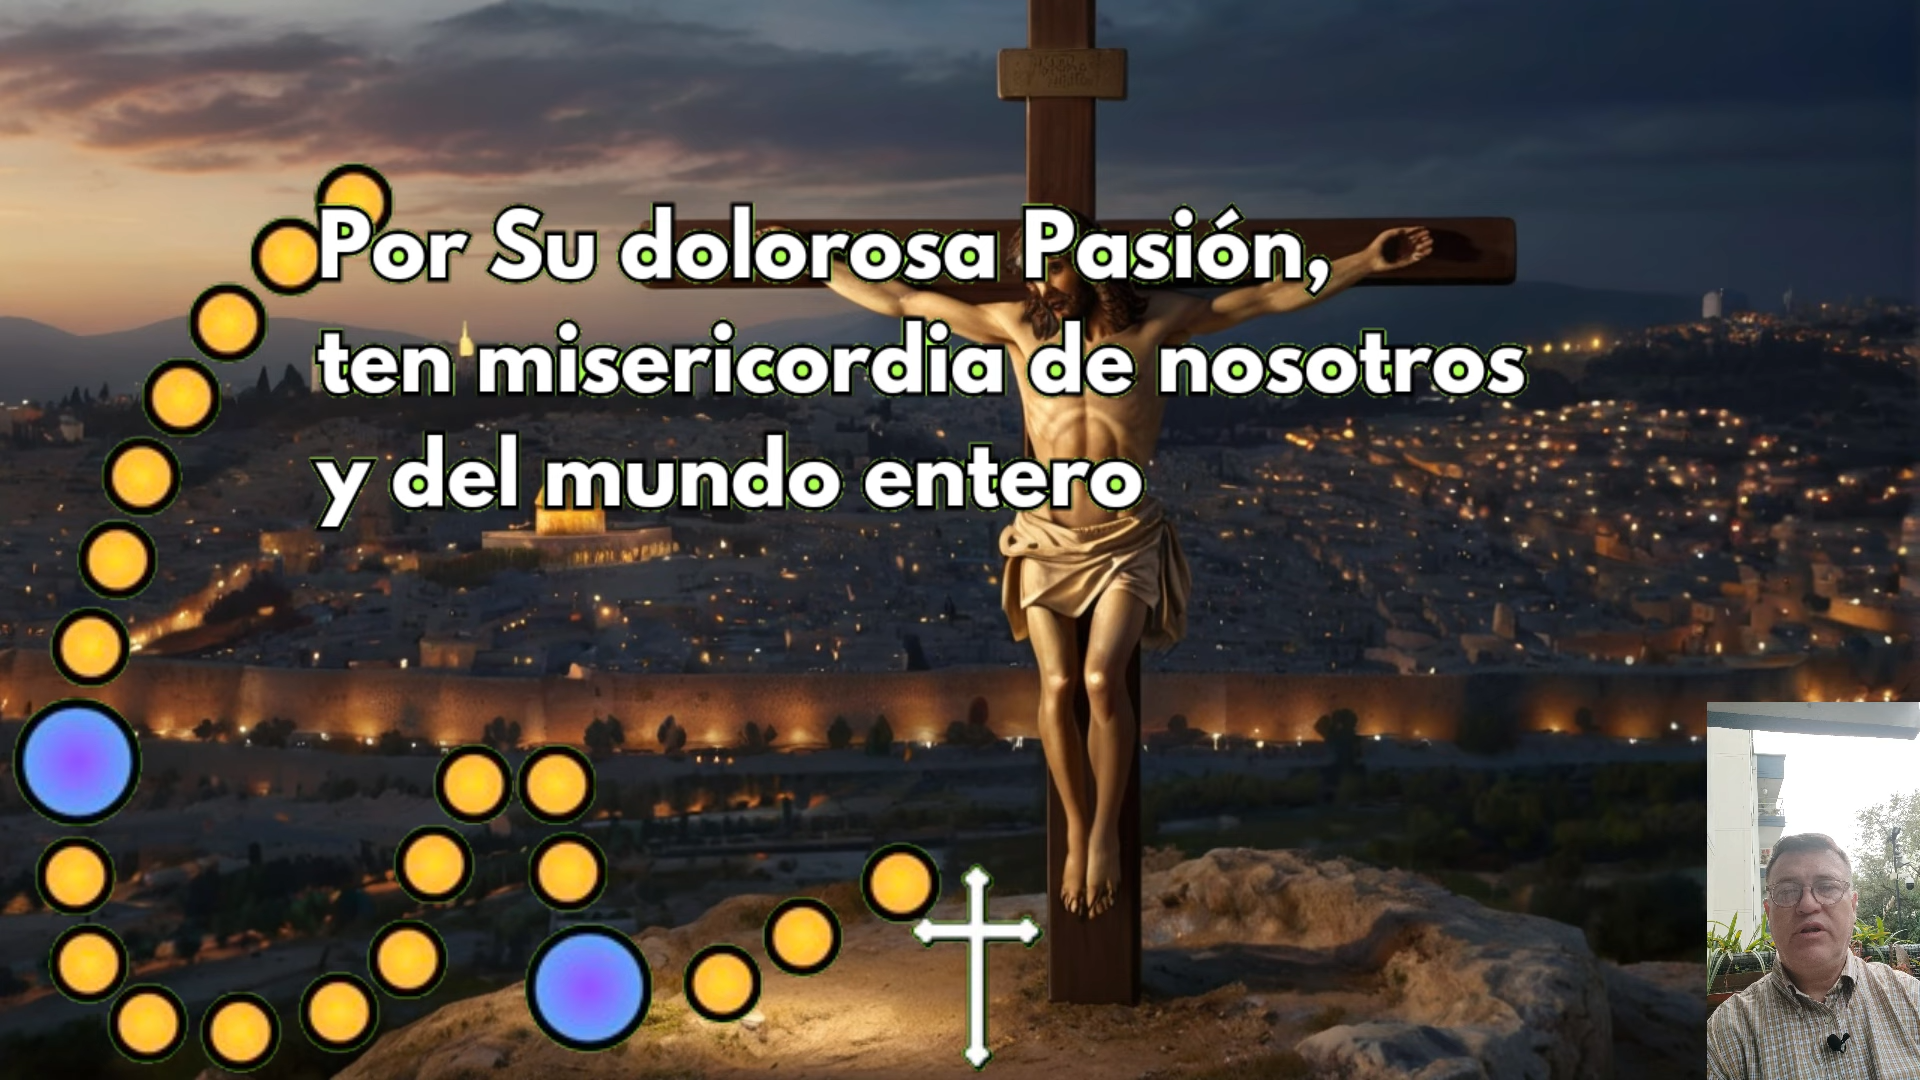 Por Su dolorosa Pasión,
ten misericordia de nosotros
y del mundo entero